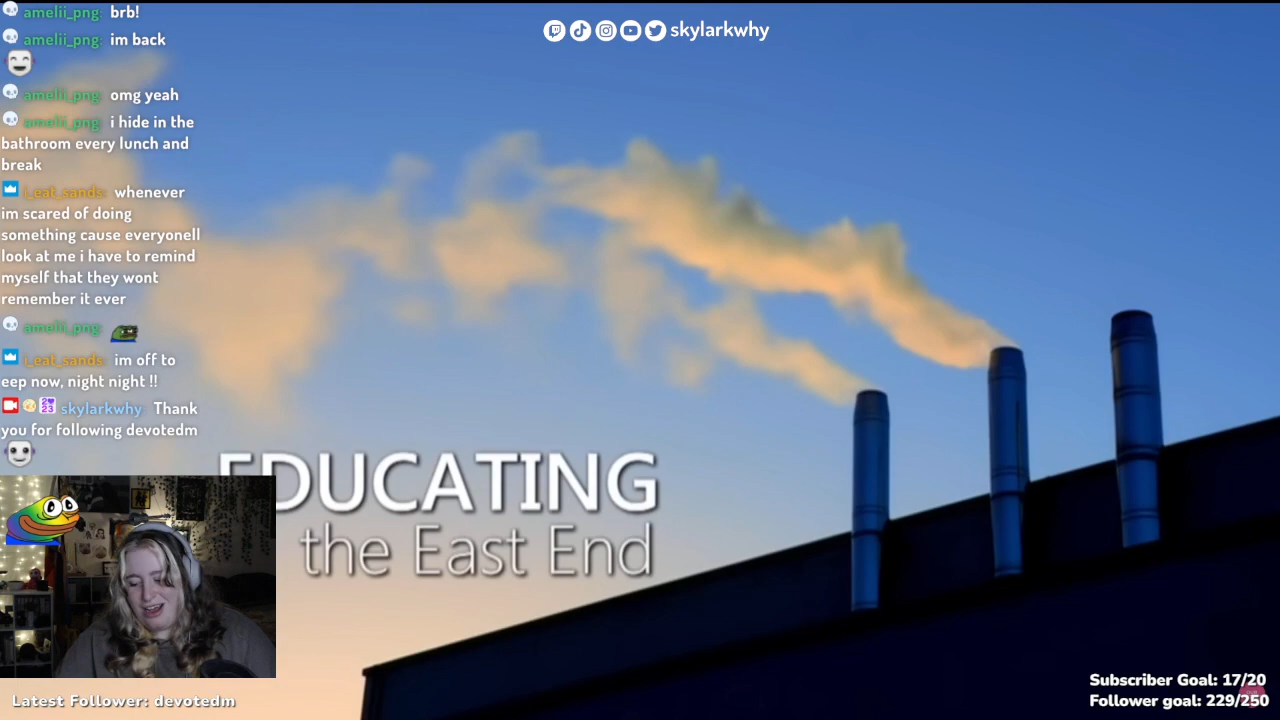 amelii_png: brb!
amelii_png: im back
amelii_png: omg yeah
amelii_png: i hide in the
bathroom every lunch and
break
i_eat_sands: whenever
im scared of doing
something cause everyonell
look at me i have to remind
myself that they wont
remember it ever
amelii_png:
i_eat_sands: im off to
eep now, night night !!
skylarkwhy: Thank
you for following devotedm
skylarkwhy
EDUCATING
the East End
Latest Follower: devotedm
Subscriber Goal: 17/20
Follower goal: 229/250